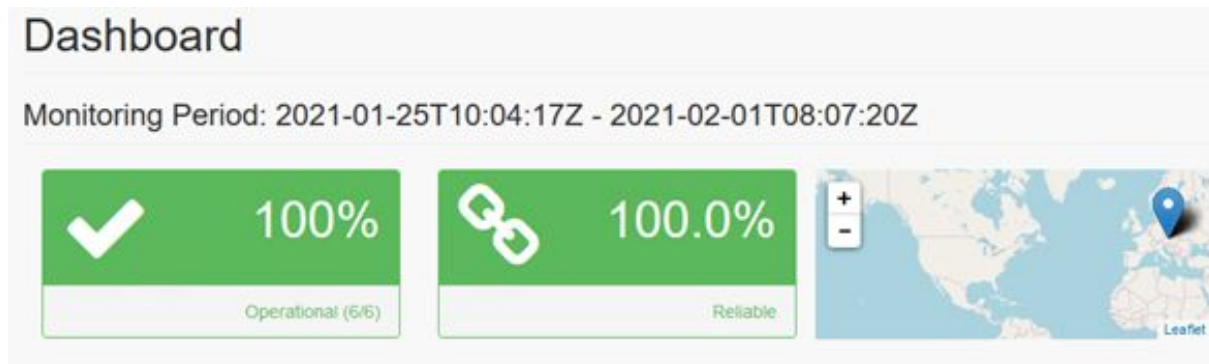 Dashboard
Monitoring Period: 2021-01-25T10:04:17Z - 2021-02-01T08:07:20Z
100%
Operational (6/6)
100.0%
Reliable
+
-
Leaflet